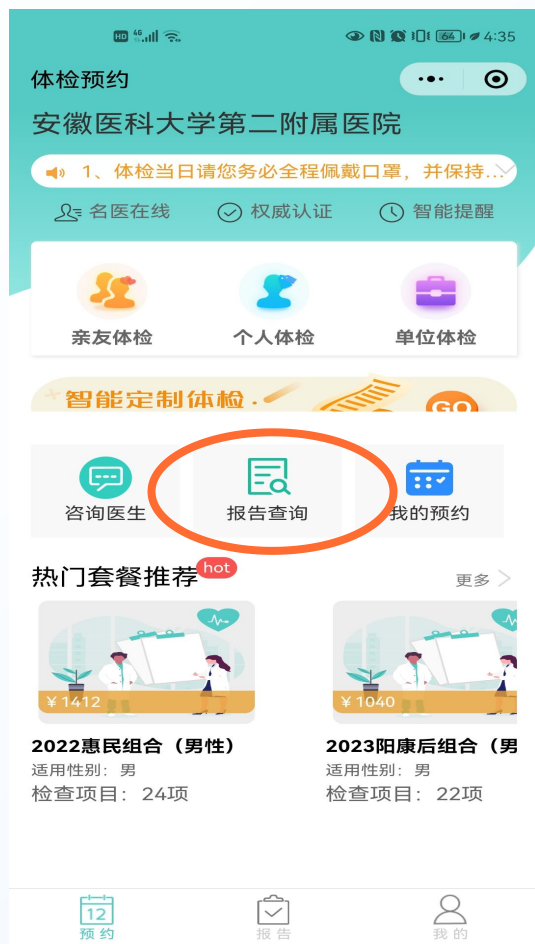 HD 4G 64 4:35
体检预约
安徽医科大学第二附属医院
1、体检当日请您务必全程佩戴口罩，并保持...
名医在线 权威认证 智能提醒
亲友体检 个人体检 单位体检
智能定制体检 GO
咨询医生 报告查询 我的预约
热门套餐推荐 hot 更多
¥1412 ¥1040
2022惠民组合（男性） 2023阳康后组合（男
适用性别：男 适用性别：男
检查项目：24项 检查项目：22项
12
预约 报告 我的